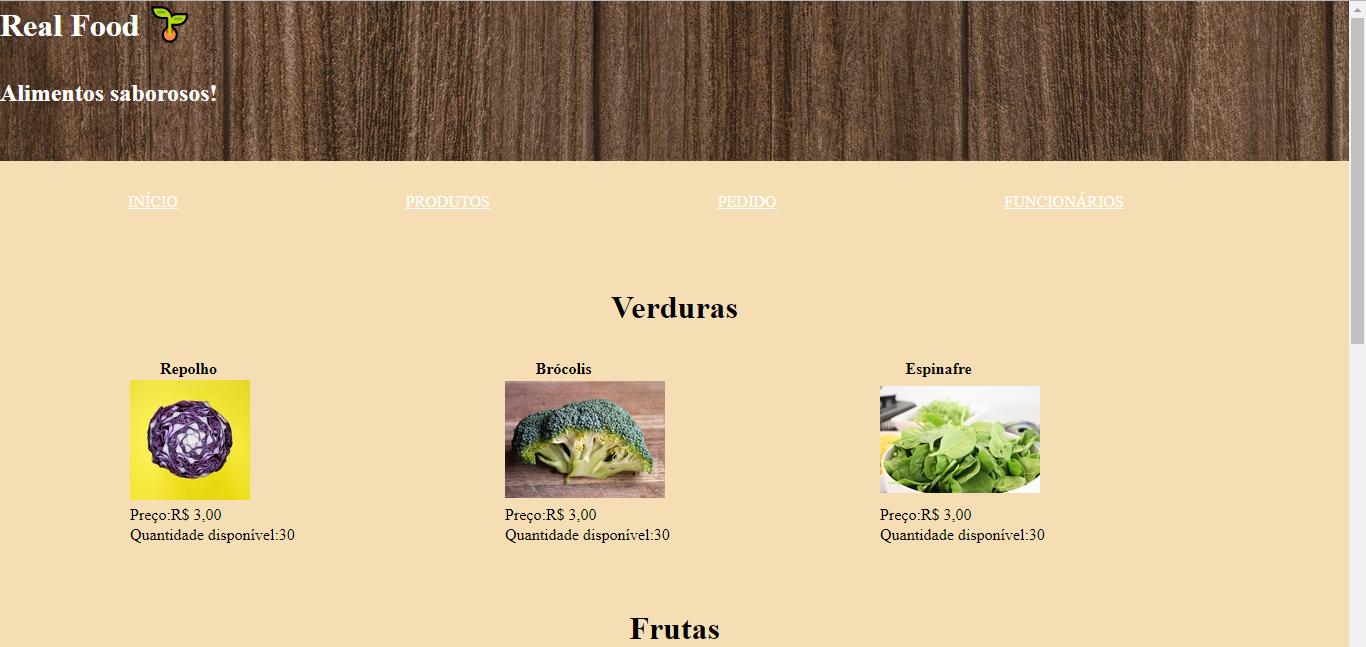 Real Food
Alimentos saborosos!
INÍCIO PRODUTOS PEDIDO FUNCIONÁRIOS
Verduras
Repolho Brócolis Espinafre
Preço:R$ 3,00 Preço:R$ 3,00 Preço:R$ 3,00
Quantidade disponível:30 Quantidade disponível:30 Quantidade disponível:30
Frutas